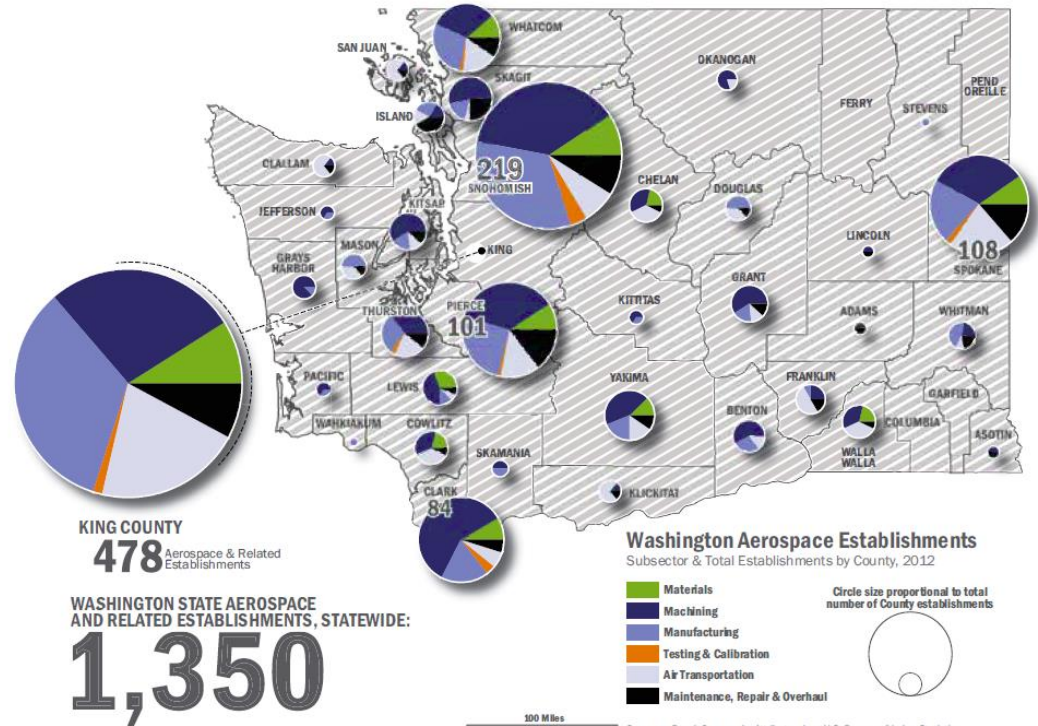 WHATCOM
SAN JUAN
SKAGIT
OKANOGAN
PEND
OREILLE
FERRY
STEVENS
ISLAND
CLALLAM
219
SNOHOMISH
CHELAN
DOUGLAS
JEFFERSON
KITSAP
LINCOLN
108
SPOKANE
MASON
KING
GRAYS
HARBOR
GRANT
THURSTON
PIERCE
101
KITTITAS
ADAMS
WHITMAN
PACIFIC
LEWIS
YAKIMA
FRANKLIN
GARFIELD
WAHKIAKUM
COWLITZ
BENTON
COLUMBIA
ASOTIN
SKAMANIA
WALLA
WALLA
CLARK
84
KLICKITAT
KING COUNTY
478 Aerospace & Related
Establishments
WASHINGTON STATE AEROSPACE
AND RELATED ESTABLISHMENTS, STATEWIDE:
1,350
Washington Aerospace Establishments
Subsector & Total Establishments by County, 2012
Materials
Machining
Manufacturing
Testing & Calibration
Air Transportation
Maintenance, Repair & Overhaul
Circle size proportional to total
number of County establishments
100 Miles